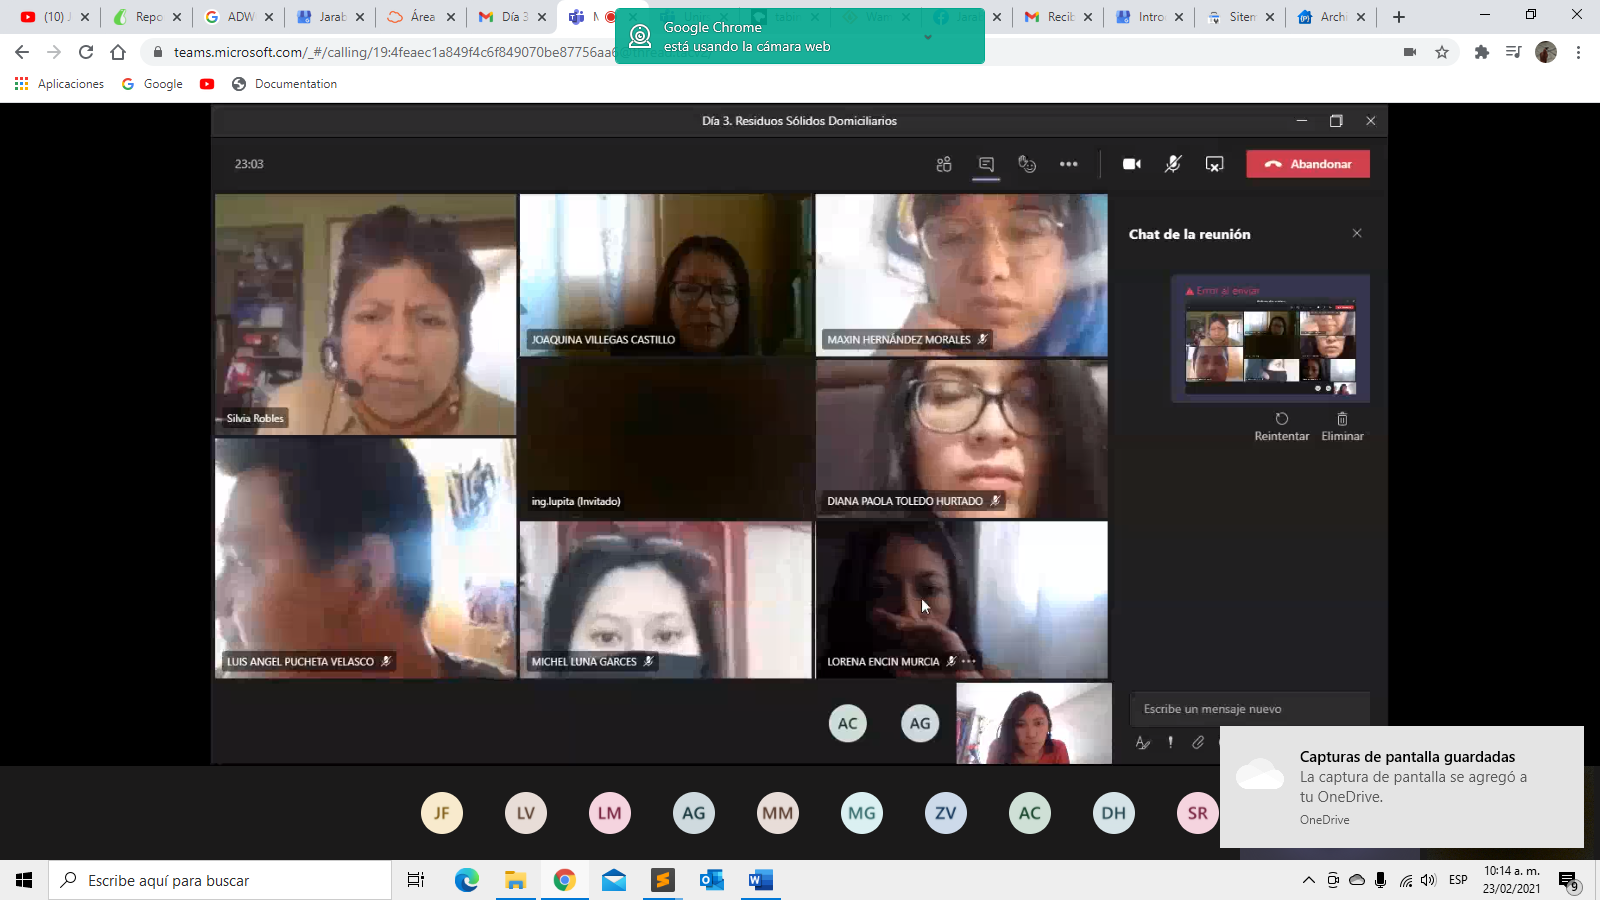 (10) J
Repo
ADW
Jarab
Área
Día 3
Recib
Intro
Sitem
Archi
Google Chrome
está usando la cámara web
teams.microsoft.com/_#/calling/19:4feaec1a849f4c6f849070be87756aa6
Aplicaciones
Google
Documentation
Día 3. Residuos Sólidos Domiciliarios
23:03
Abandonar
Chat de la reunión
Error al enviar
Reintentar
Eliminar
Silvia Robles
JOAQUINA VILLEGAS CASTILLO
MAXIN HERNÁNDEZ MORALES
ing.lupita (Invitado)
DIANA PAOLA TOLEDO HURTADO
LUIS ANGEL PUCHETA VELASCO
MICHEL LUNA GARCES
LORENA ENCIN MURCIA
AC
AG
Escribe un mensaje nuevo
JF
LV
LM
AG
MM
MG
ZV
AC
DH
SR
Capturas de pantalla guardadas
La captura de pantalla se agregó a
tu OneDrive.
OneDrive
Escribe aquí para buscar
ESP
10:14 a. m.
23/02/2021
9